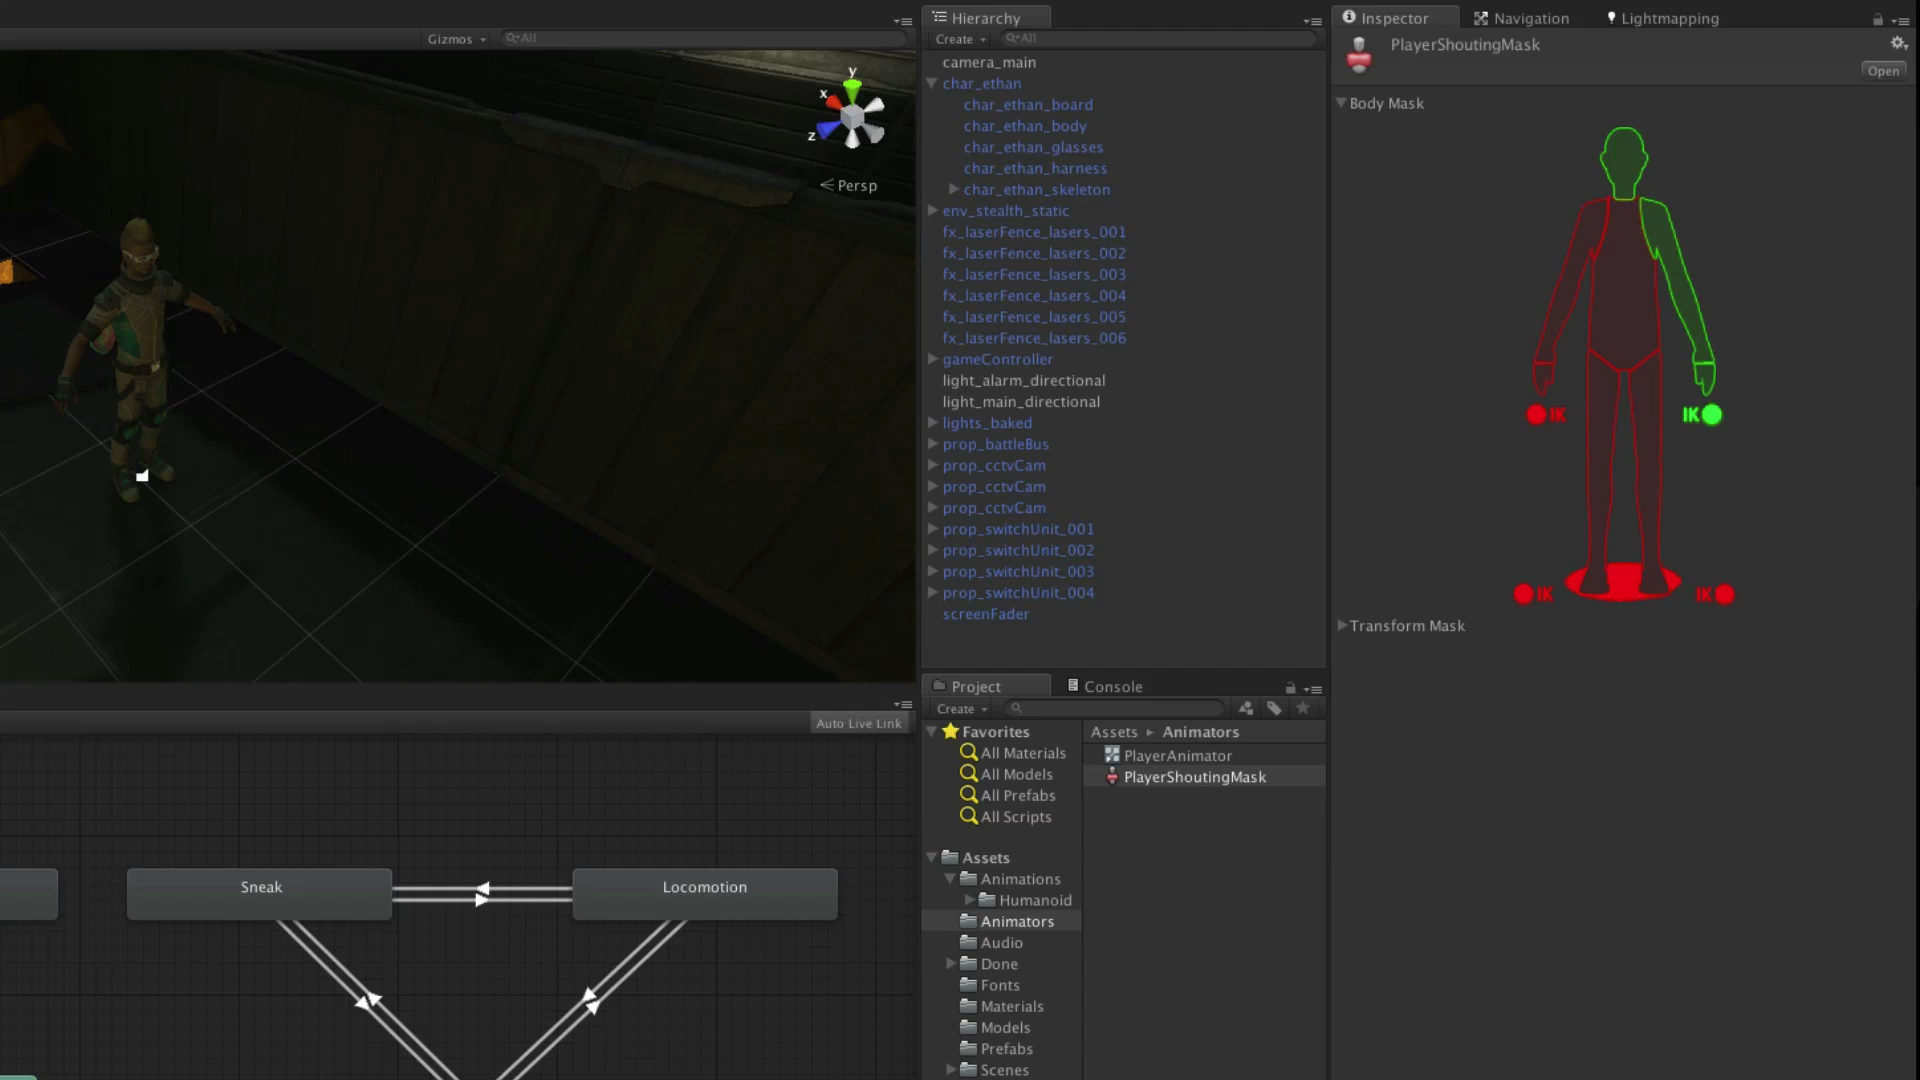 Gizmos
All
y
x
z
Persp
Auto Live Link
Sneak
Locomotion
Hierarchy
Create
All
camera_main
char_ethan
char_ethan_board
char_ethan_body
char_ethan_glasses
char_ethan_harness
char_ethan_skeleton
env_stealth_static
fx_laserFence_lasers_001
fx_laserFence_lasers_002
fx_laserFence_lasers_003
fx_laserFence_lasers_004
fx_laserFence_lasers_005
fx_laserFence_lasers_006
gameController
light_alarm_directional
light_main_directional
lights_baked
prop_battleBus
prop_cctvCam
prop_cctvCam
prop_cctvCam
prop_switchUnit_001
prop_switchUnit_002
prop_switchUnit_003
prop_switchUnit_004
screenFader
Project
Console
Create
Favorites
All Materials
All Models
All Prefabs
All Scripts
Assets
Animations
Humanoid
Animators
Audio
Done
Fonts
Materials
Models
Prefabs
Scenes
Assets Animators
PlayerAnimator
PlayerShoutingMask
Inspector
Navigation
Lightmapping
PlayerShoutingMask
Open
Body Mask
IK
IK
IK
IK
Transform Mask